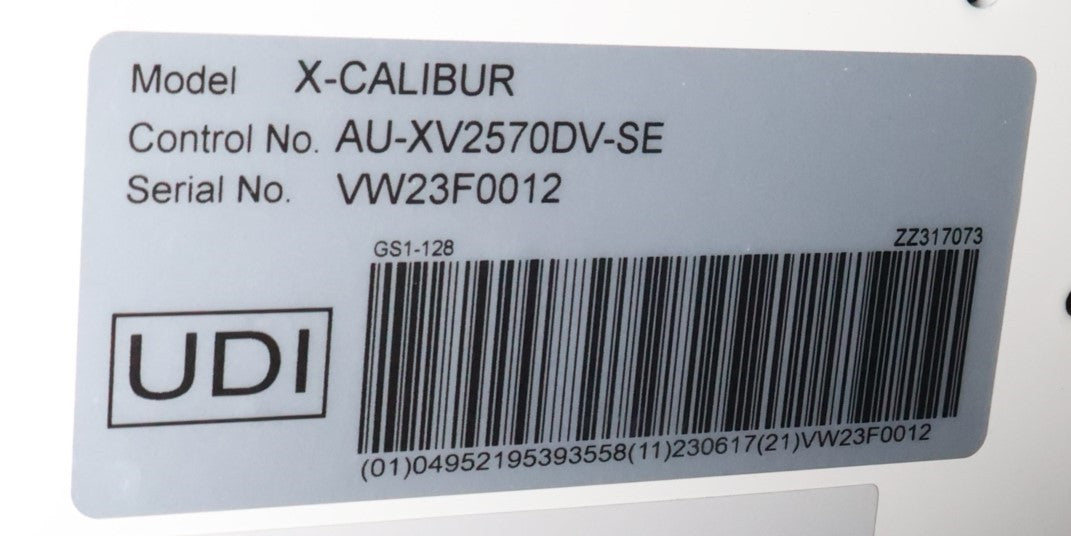 Model X-CALIBUR
Control No. AU-XV2570DV-SE
Serial No. VW23F0012
GS1-128 ZZ317073
UDI
(01)04952195393558(11)230617(21)VW23F0012